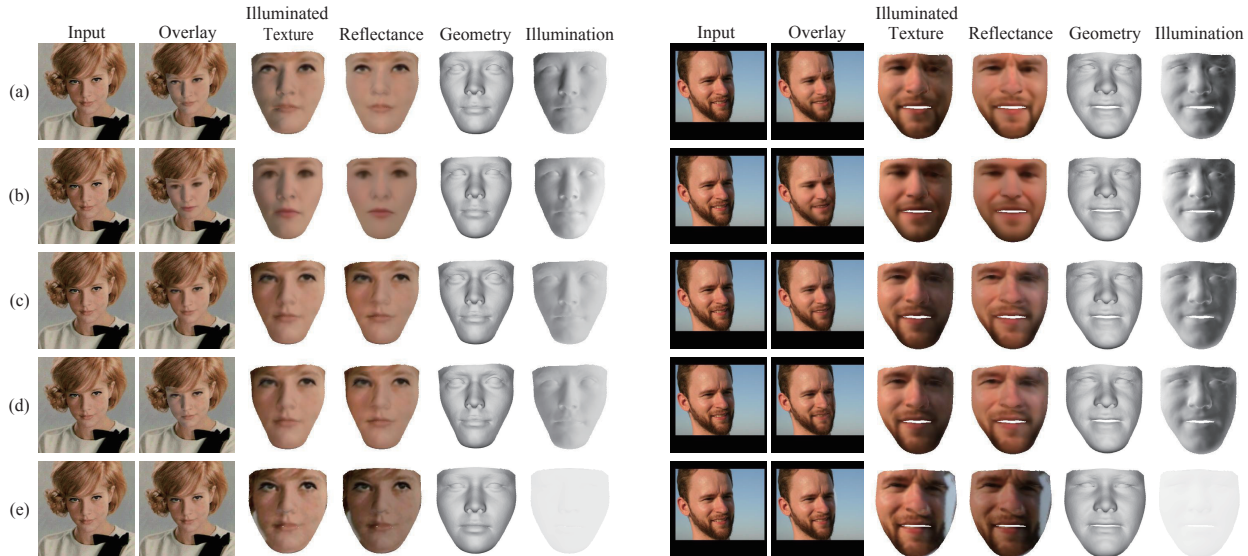 Input Overlay Illuminated Texture Reflectance Geometry Illumination Input Overlay Illuminated Texture Reflectance Geometry Illumination
(a)
(b)
(c)
(d)
(e)